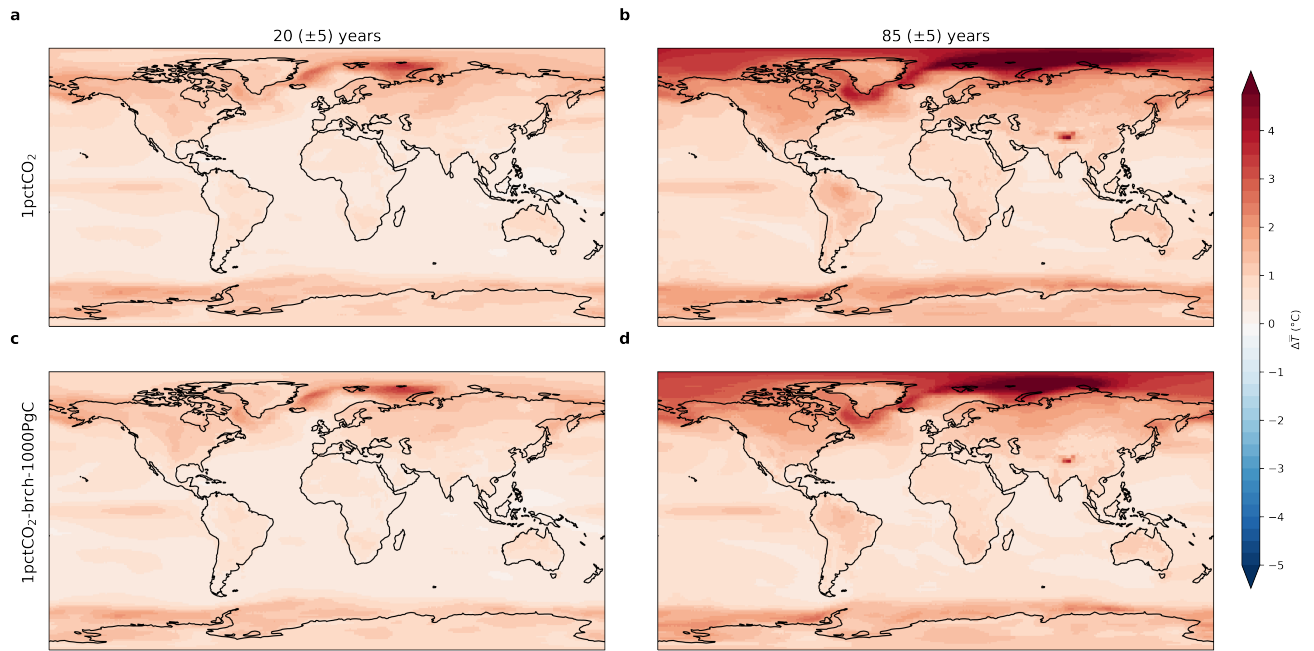 a
b
20 (±5) years
85 (±5) years
1pctCO₂
c
d
1pctCO₂-brch-1000PgC
4
3
2
1
0
−1
−2
−3
−4
−5
ΔT̅ (°C)